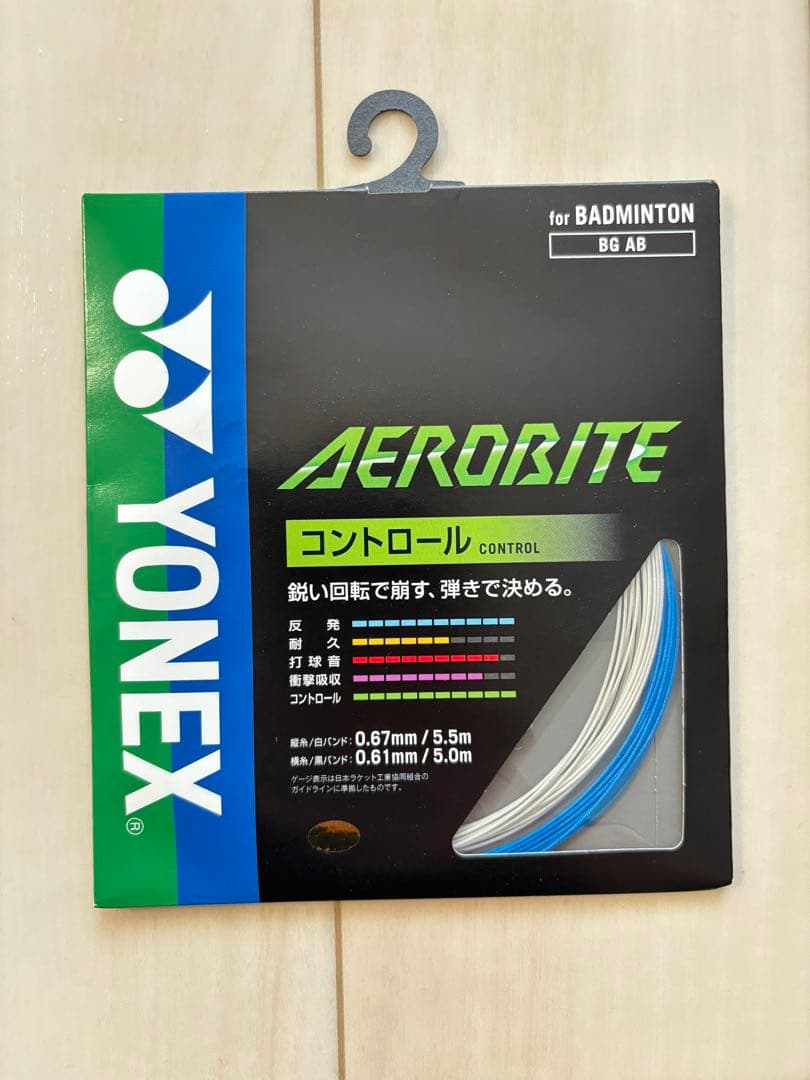 for BADMINTON
BG AB
YONEX®
AEROBITE
コントロール CONTROL
鋭い回転で崩す、弾きで決める。
反発
耐久
打球音
衝撃吸収
コントロール
縦糸/白バンド:0.67mm/5.5m
横糸/黒バンド:0.61mm/5.0m
ゲージ表示は日本ラケット工業協同組合の
ガイドラインに準拠したものです。